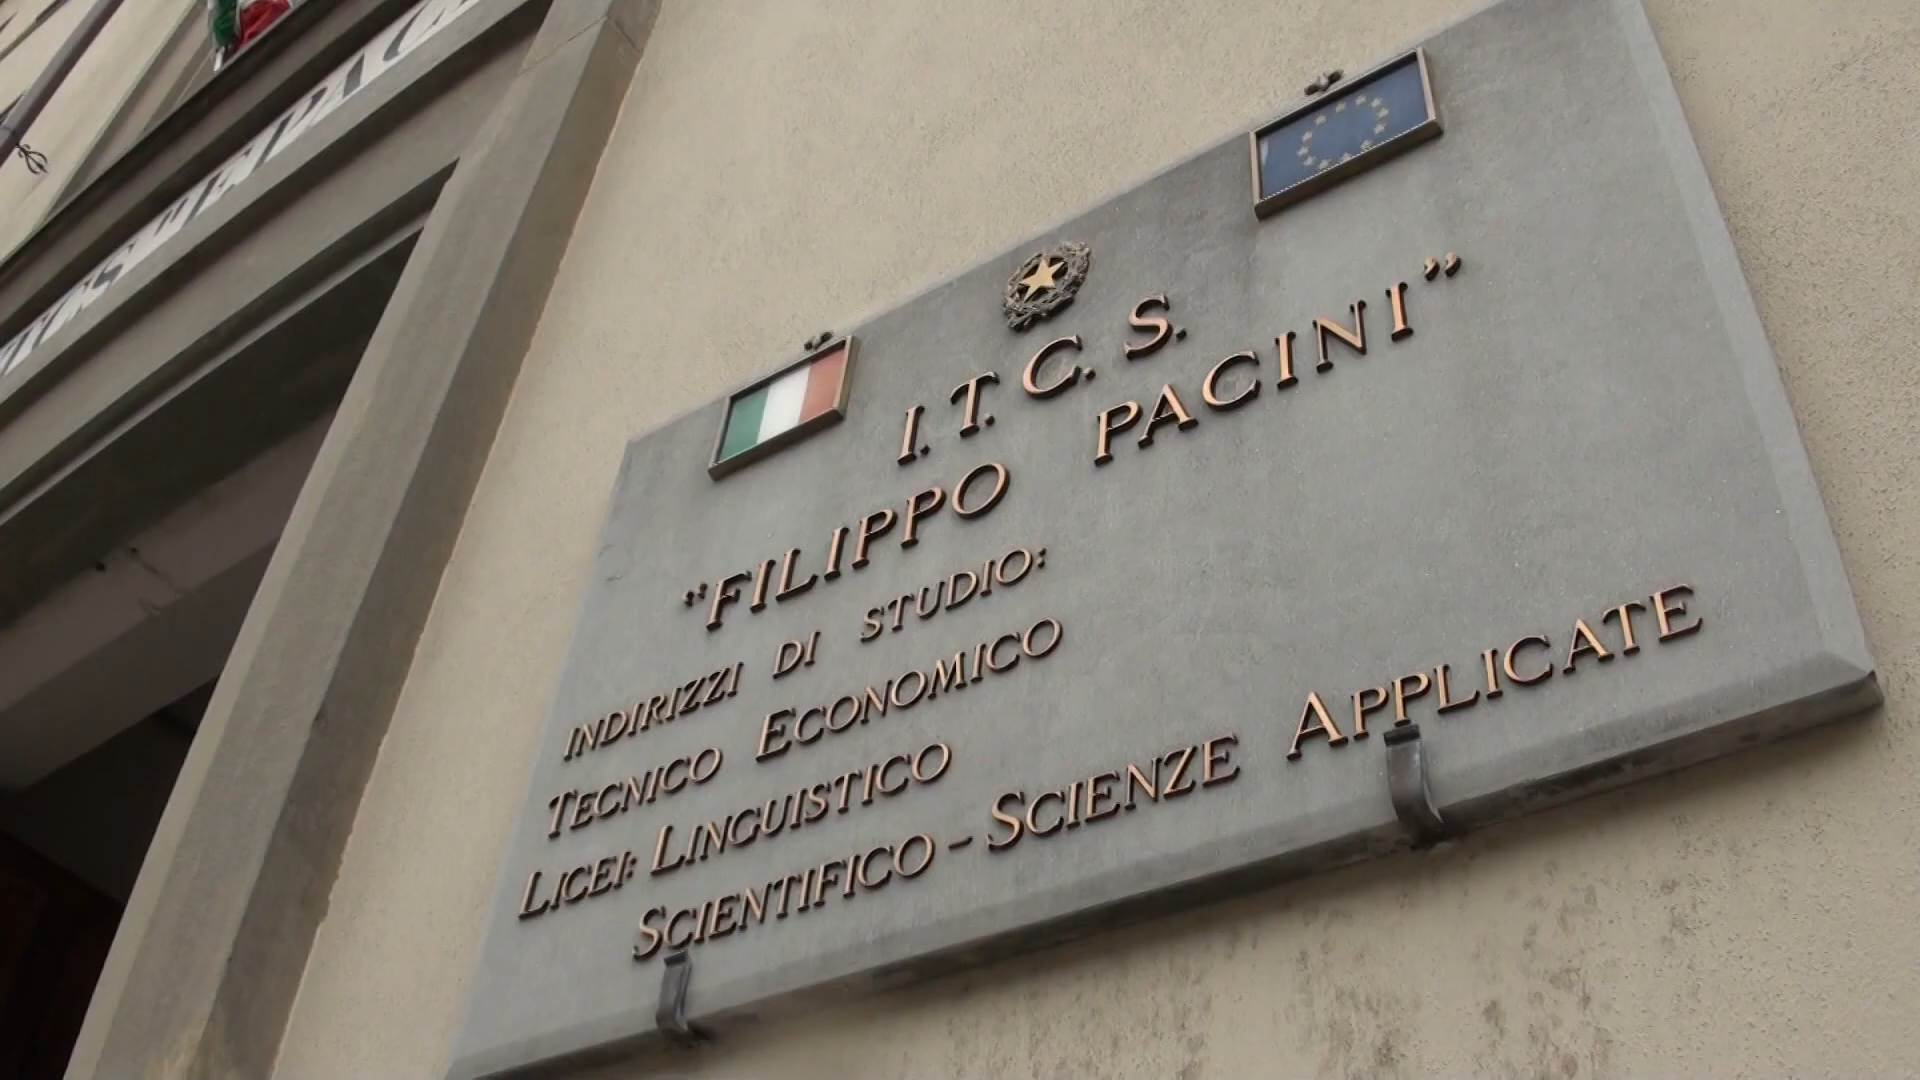 I.T.C.S.
“FILIPPO PACINI”
INDIRIZZI DI STUDIO:
TECNICO ECONOMICO
LICEI: LINGUISTICO
SCIENTIFICO - SCIENZE APPLICATE